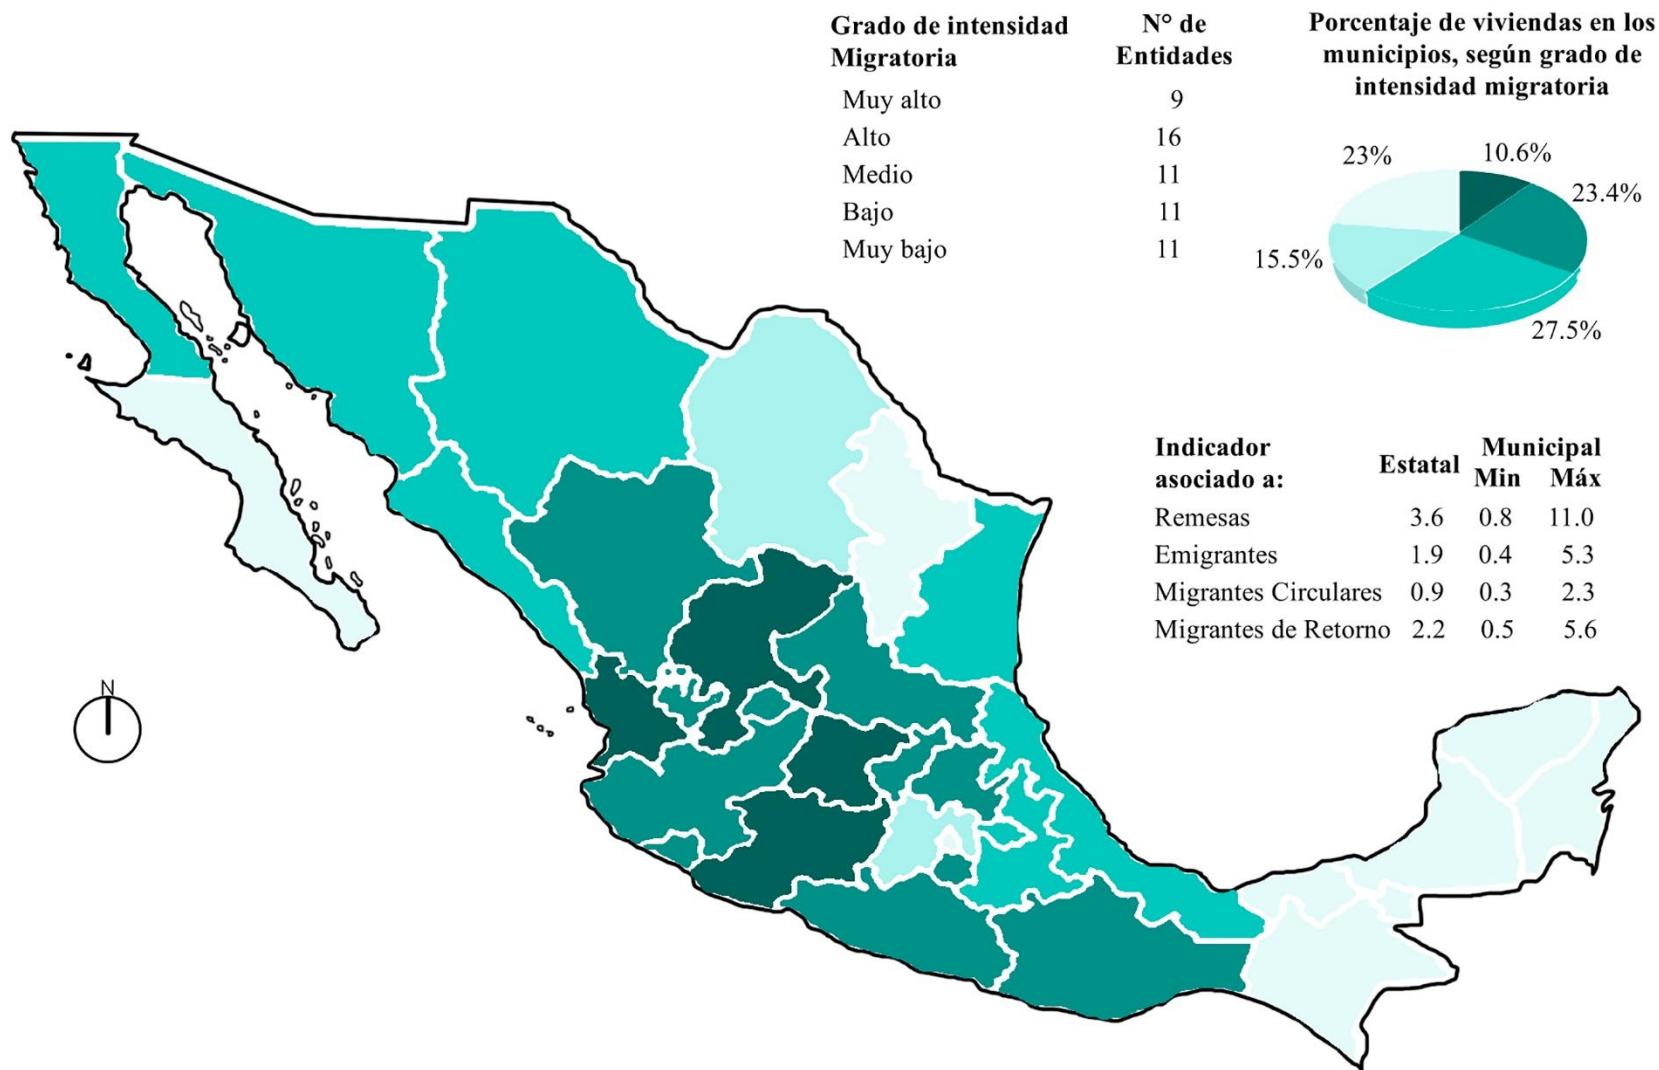 Grado de intensidad
Migratoria
N° de
Entidades
Muy alto 9
Alto 16
Medio 11
Bajo 11
Muy bajo 11
Porcentaje de viviendas en los
municipios, según grado de
intensidad migratoria
23%
10.6%
23.4%
15.5%
27.5%
Indicador
asociado a:
Estatal
Municipal
Min Máx
Remesas 3.6 0.8 11.0
Emigrantes 1.9 0.4 5.3
Migrantes Circulares 0.9 0.3 2.3
Migrantes de Retorno 2.2 0.5 5.6
N